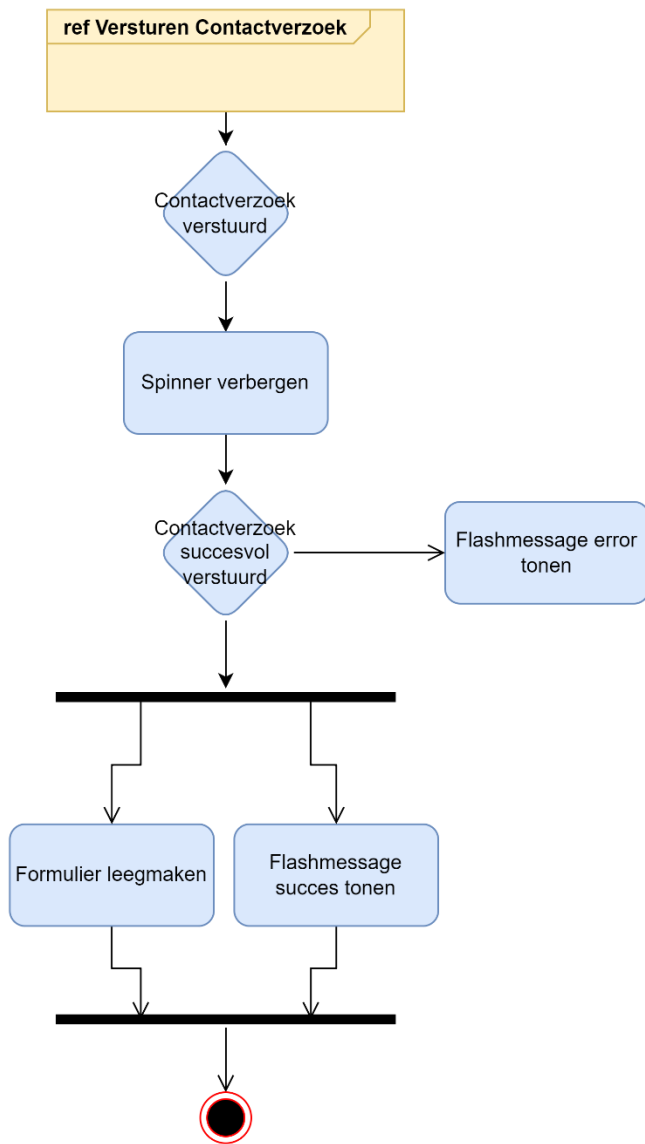 ref Versturen Contactverzoek
Contactverzoek
verstuurd
Spinner verbergen
Contactverzoek
succesvol
verstuurd
Flashmessage error
tonen
Formulier leegmaken
Flashmessage
succes tonen